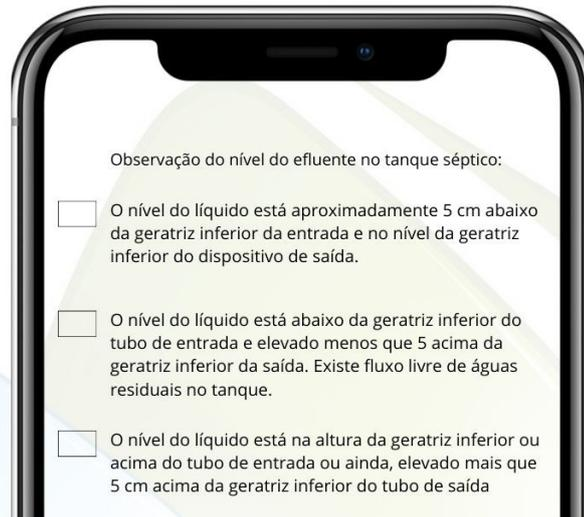 Observação do nível do efluente no tanque séptico:
O nível do líquido está aproximadamente 5 cm abaixo
da geratriz inferior da entrada e no nível da geratriz
inferior do dispositivo de saída.
O nível do líquido está abaixo da geratriz inferior do
tubo de entrada e elevado menos que 5 acima da
geratriz inferior da saída. Existe fluxo livre de águas
residuais no tanque.
O nível do líquido está na altura da geratriz inferior ou
acima do tubo de entrada ou ainda, elevado mais que
5 cm acima da geratriz inferior do tubo de saída